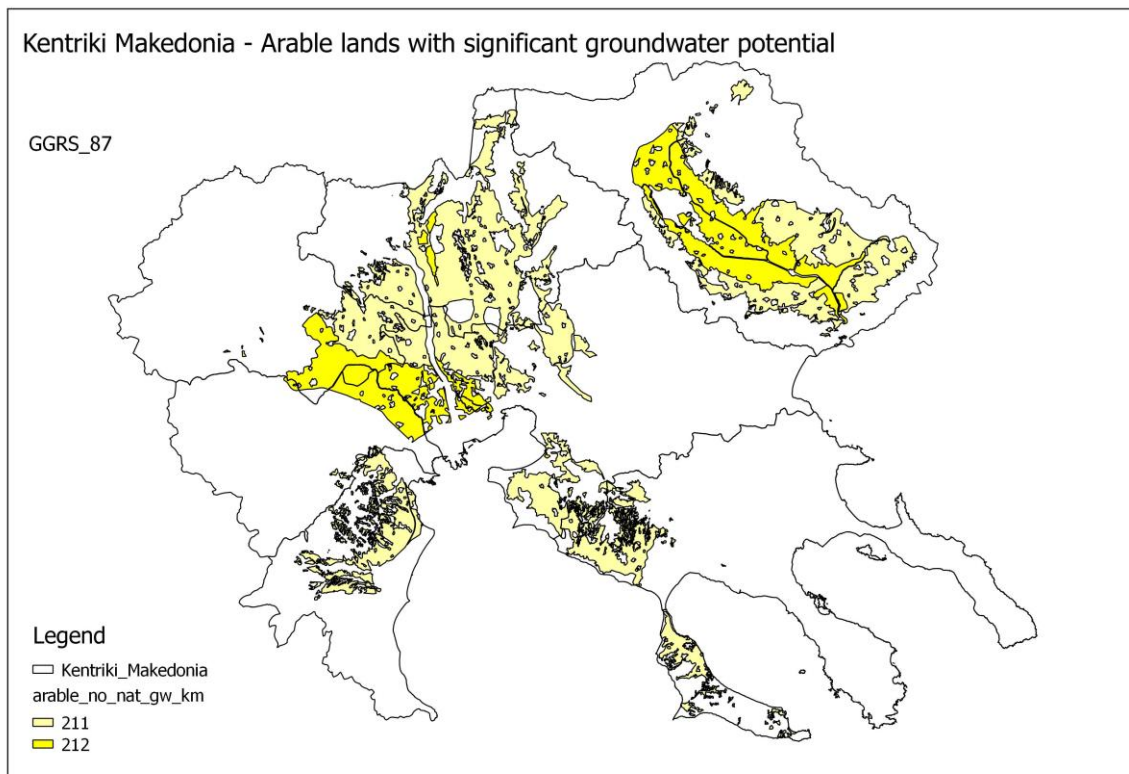 Kentriki Makedonia - Arable lands with significant groundwater potential
GGRS_87
Legend
Kentriki_Makedonia
arable_no_nat_gw_km
211
212